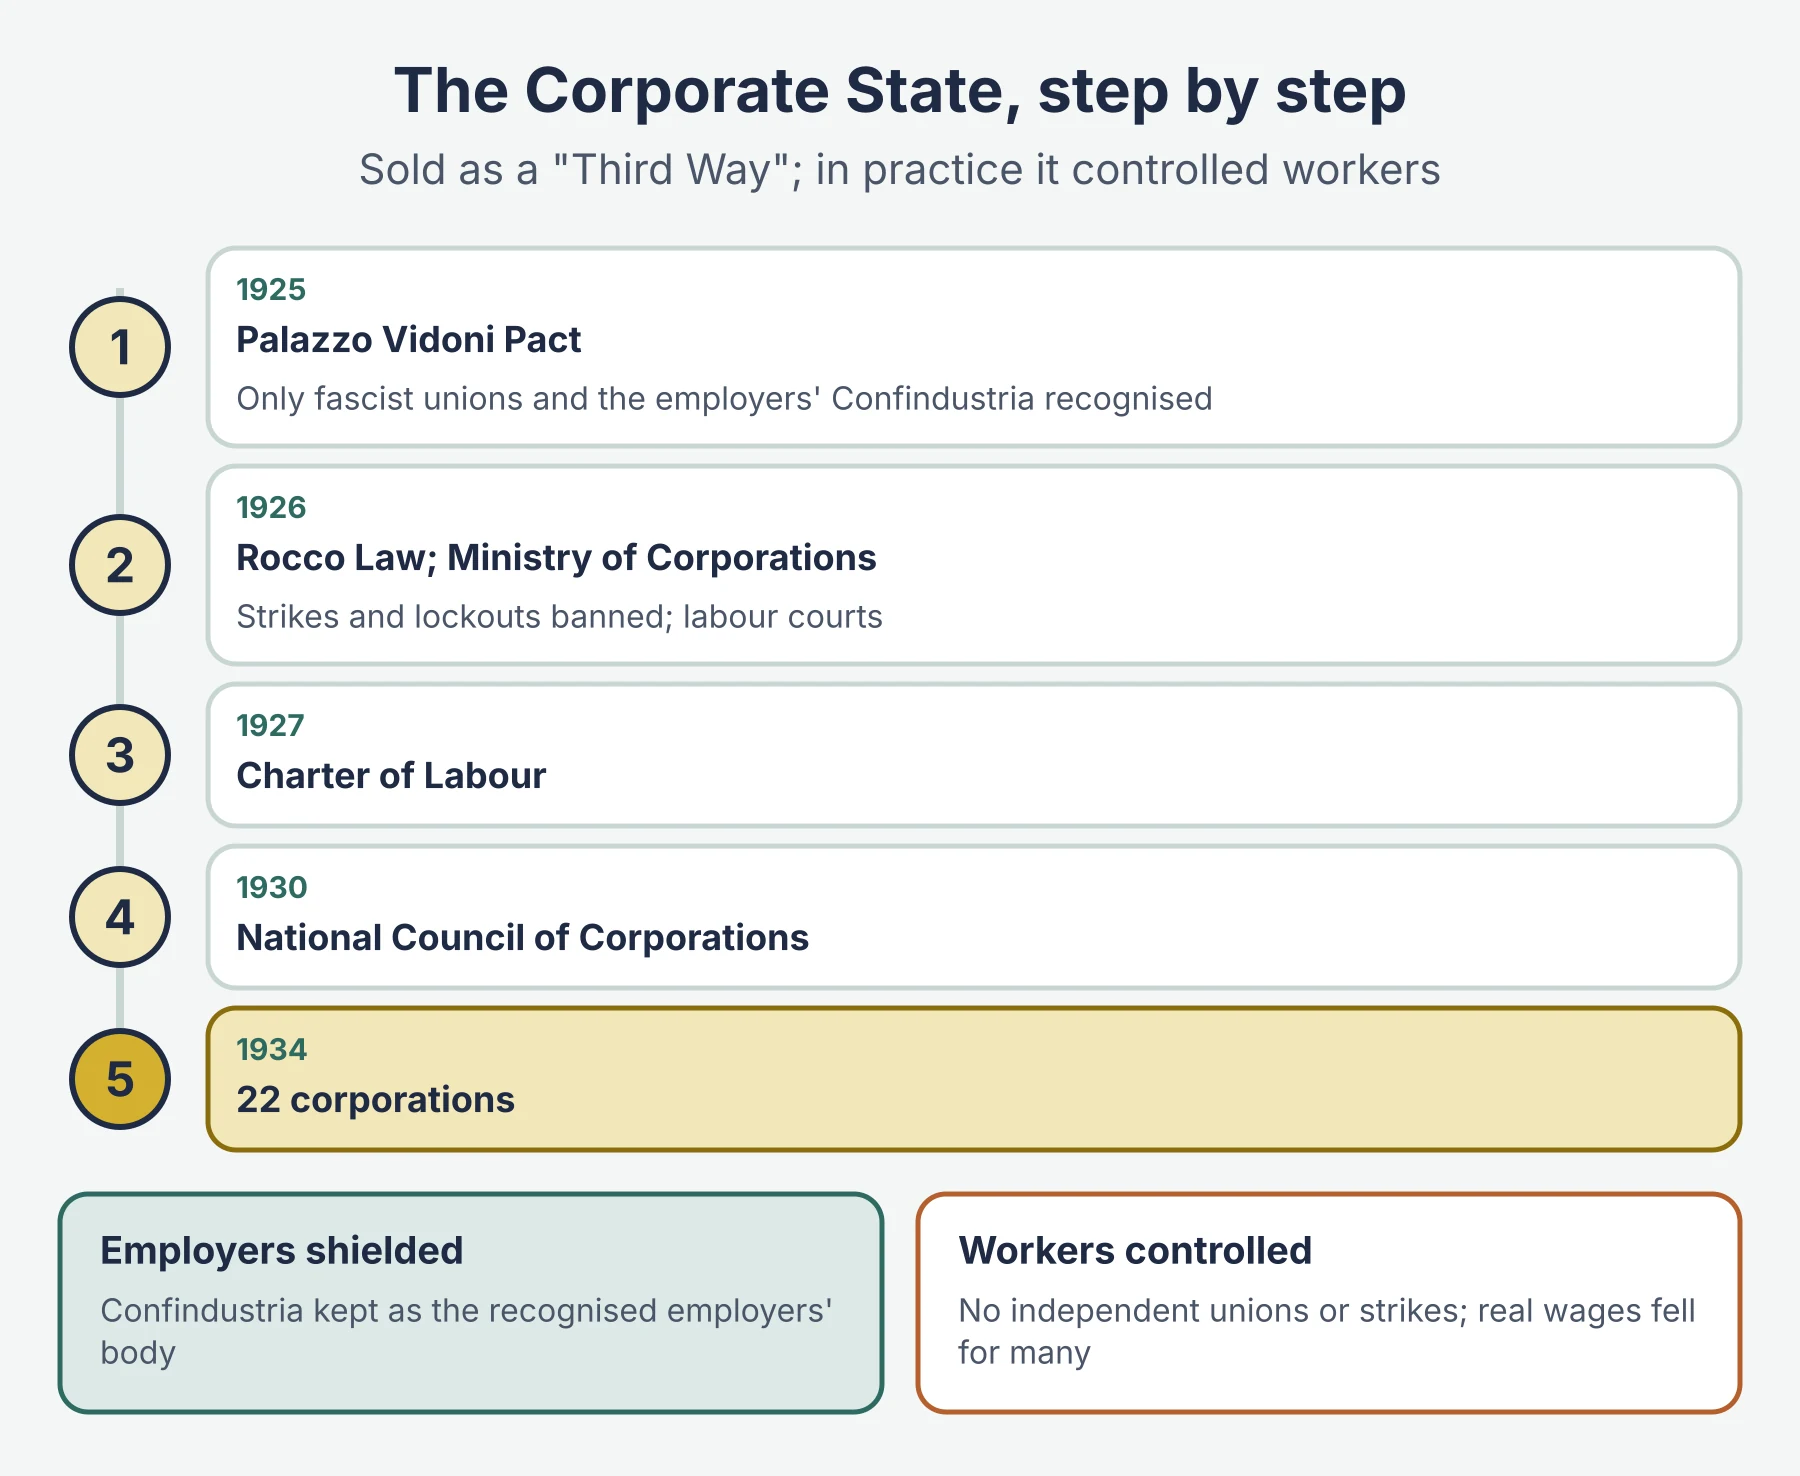 The Corporate State, step by step
Sold as a "Third Way"; in practice it controlled workers
1
1925
Palazzo Vidoni Pact
Only fascist unions and the employers' Confindustria recognised
2
1926
Rocco Law; Ministry of Corporations
Strikes and lockouts banned; labour courts
3
1927
Charter of Labour
4
1930
National Council of Corporations
5
1934
22 corporations
Employers shielded
Confindustria kept as the recognised employers'
body
Workers controlled
No independent unions or strikes; real wages fell
for many